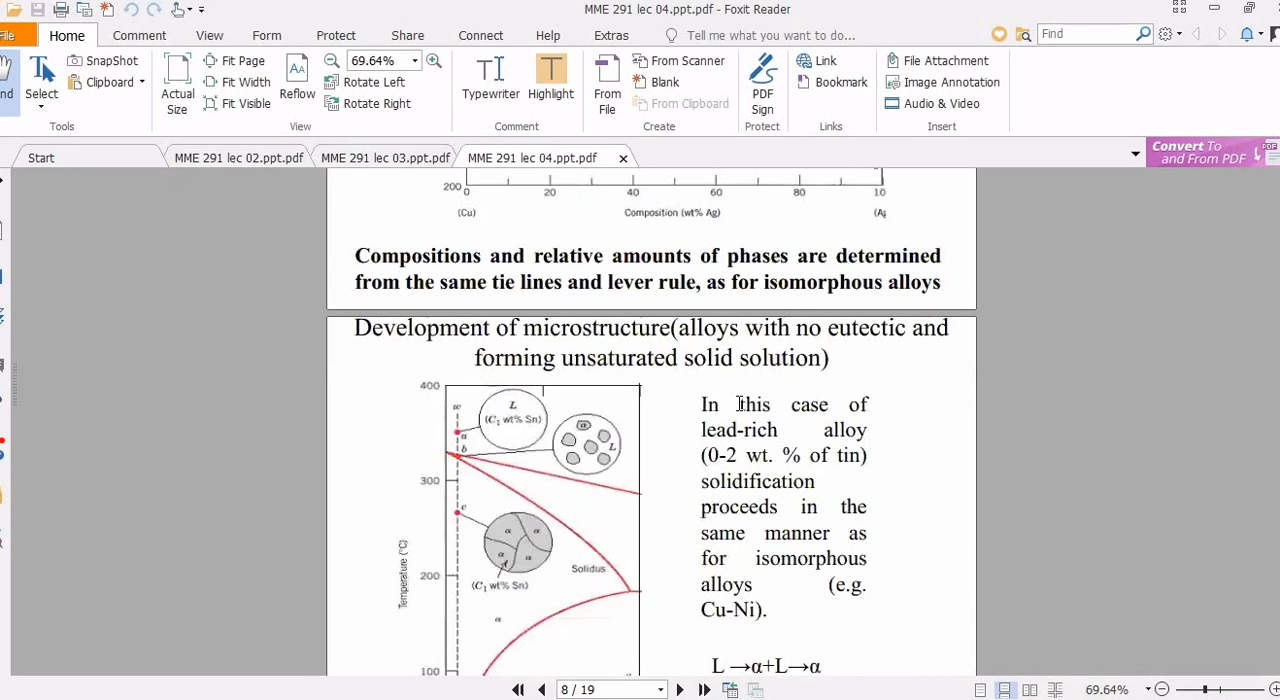 MME 291 lec 04.ppt.pdf - Foxit Reader
File Home Comment View Form Protect Share Connect Help Extras Tell me what you want to do... Find
SnapShot
Clipboard
Select
Tools
Actual Size
Fit Page
Fit Width
Fit Visible
Reflow
69.64%
Rotate Left
Rotate Right
View
Typewriter
Highlight
Comment
From File
From Scanner
Blank
From Clipboard
Create
PDF Sign
Protect
Link
Bookmark
Links
File Attachment
Image Annotation
Audio & Video
Insert
Start MME 291 lec 02.ppt.pdf MME 291 lec 03.ppt.pdf MME 291 lec 04.ppt.pdf
Convert To
and From PDF
200 0 20 40 60 80 10
(Cu) Composition (wt% Ag) (Ag
Compositions and relative amounts of phases are determined
from the same tie lines and lever rule, as for isomorphous alloys
Development of microstructure(alloys with no eutectic and
forming unsaturated solid solution)
400
w
L
(C₁ wt% Sn)
a
b
α
L
300
c
α α
α α
(C₁ wt% Sn)
Solidus
200
α
Temperature (°C)
100
In this case of
lead-rich alloy
(0-2 wt. % of tin)
solidification
proceeds in the
same manner as
for isomorphous
alloys (e.g.
Cu-Ni).
L →α+L→α
8 / 19
69.64%